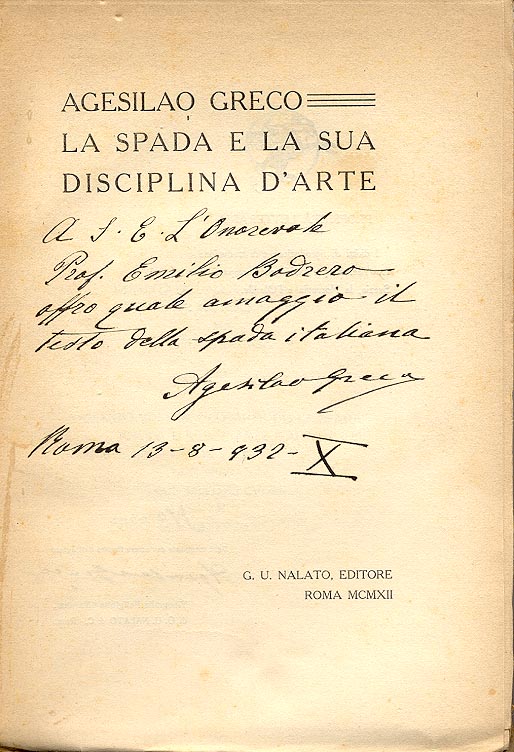 AGESILAO GRECO
LA SPADA E LA SUA
DISCIPLINA D'ARTE
A S. E. L'Onorevole
Prof. Emilio Bodrero
offro quale omaggio il
testo della spada italiana
Agesilao Greco
Roma 13-8-932-X
G. U. NALATO, EDITORE
ROMA MCMXII